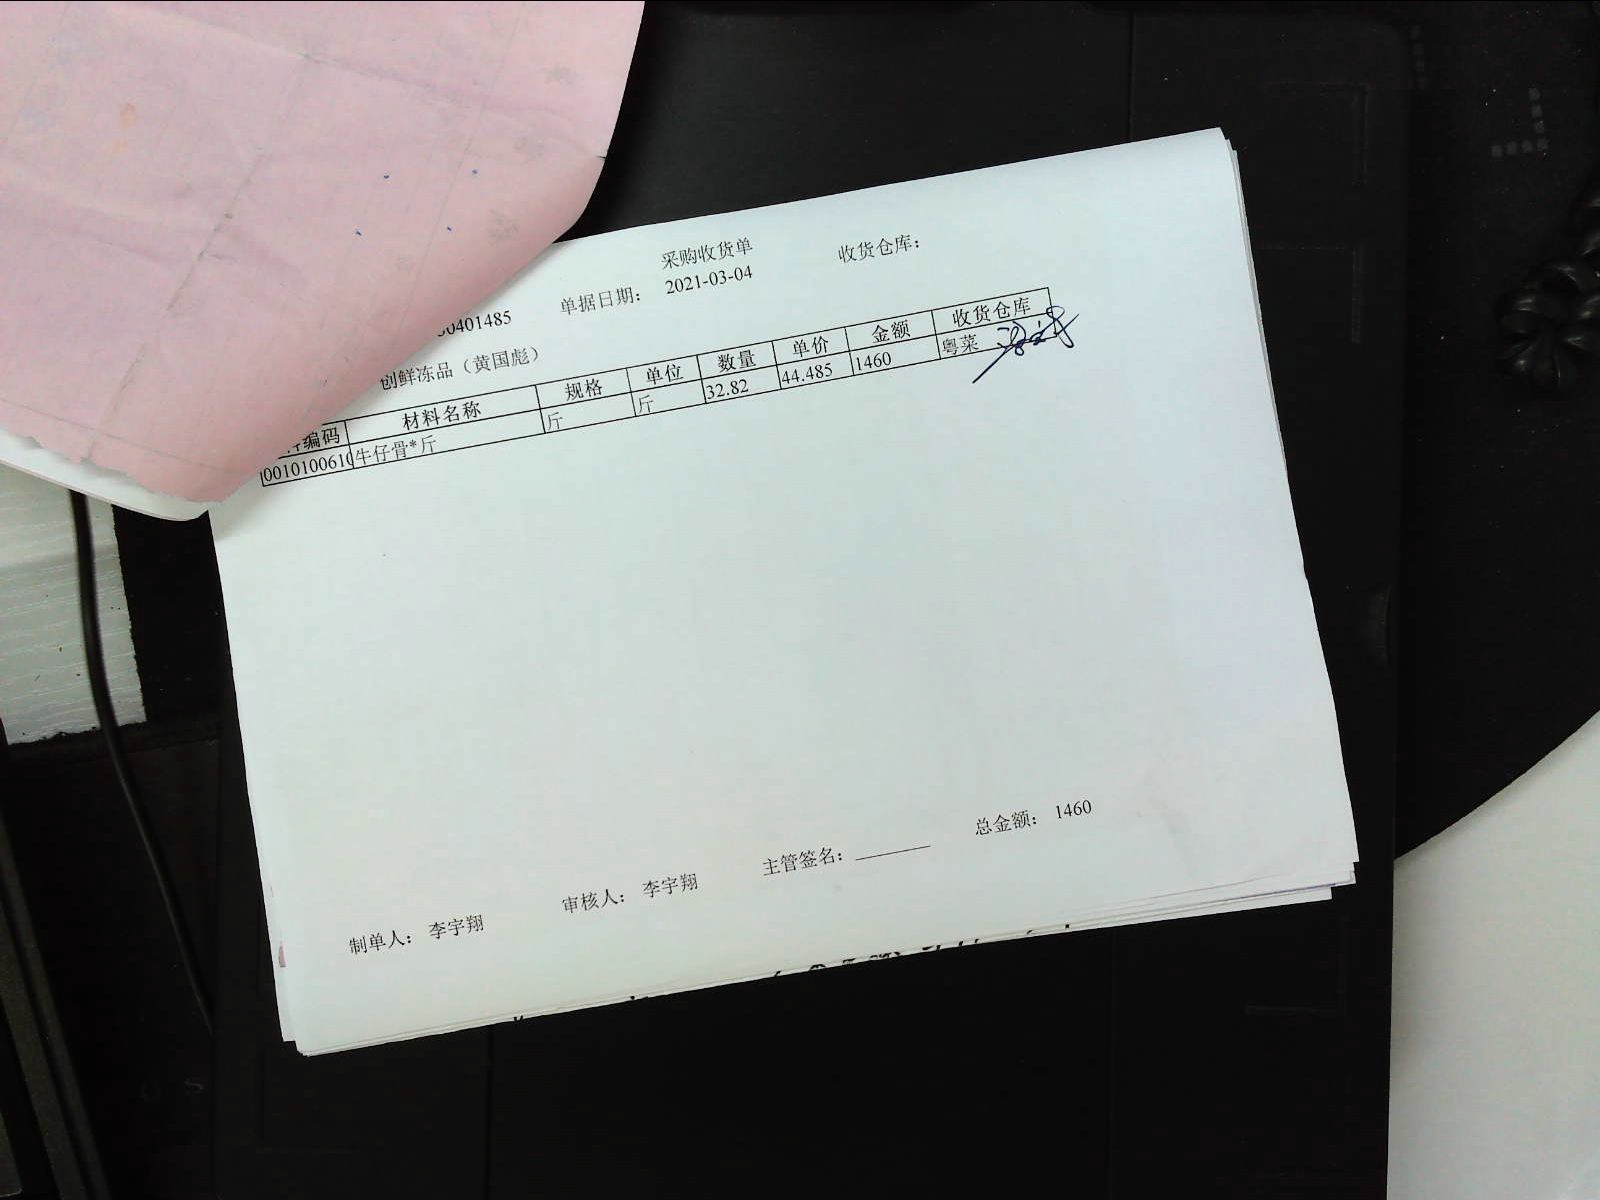 采购收货单
收货仓库：
0401485 单据日期： 2021-03-04
创鲜冻品（黄国彪）
编码 材料名称 规格 单位 数量 单价 金额 收货仓库
0010100610 牛仔骨*斤 斤 斤 32.82 44.485 1460 粤菜
总金额： 1460
制单人： 李宇翔 审核人： 李宇翔 主管签名：